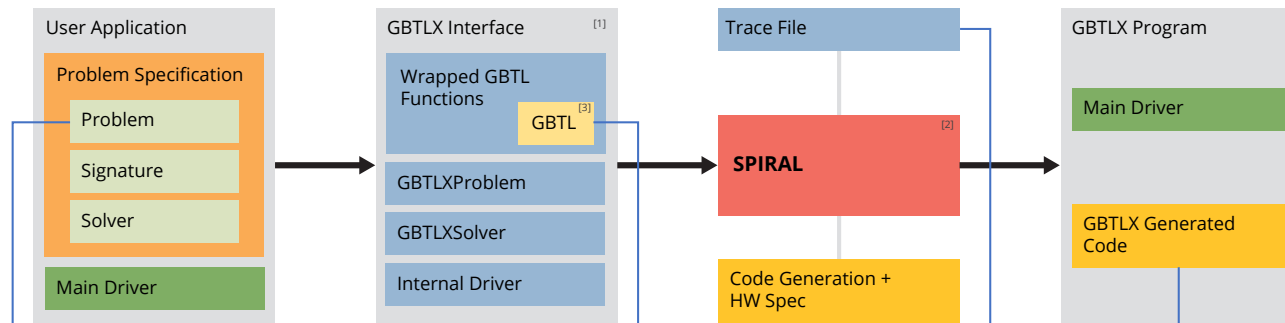 User Application
Problem Specification
Problem
Signature
Solver
Main Driver
GBTLX Interface [1]
Wrapped GBTL
Functions
[3]
GBTL
GBTLXProblem
GBTLXSolver
Internal Driver
Trace File
[2]
SPIRAL
Code Generation +
HW Spec
GBTLX Program
Main Driver
GBTLX Generated
Code